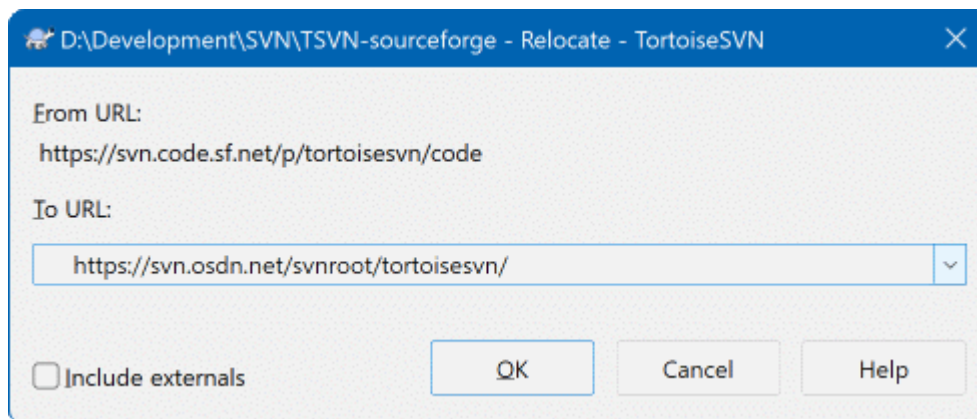 D:\Development\SVN\TSVN-sourceforge - Relocate - TortoiseSVN
From URL:
https://svn.code.sf.net/p/tortoisesvn/code
To URL:
https://svn.osdn.net/svnroot/tortoisesvn/
Include externals
OK
Cancel
Help